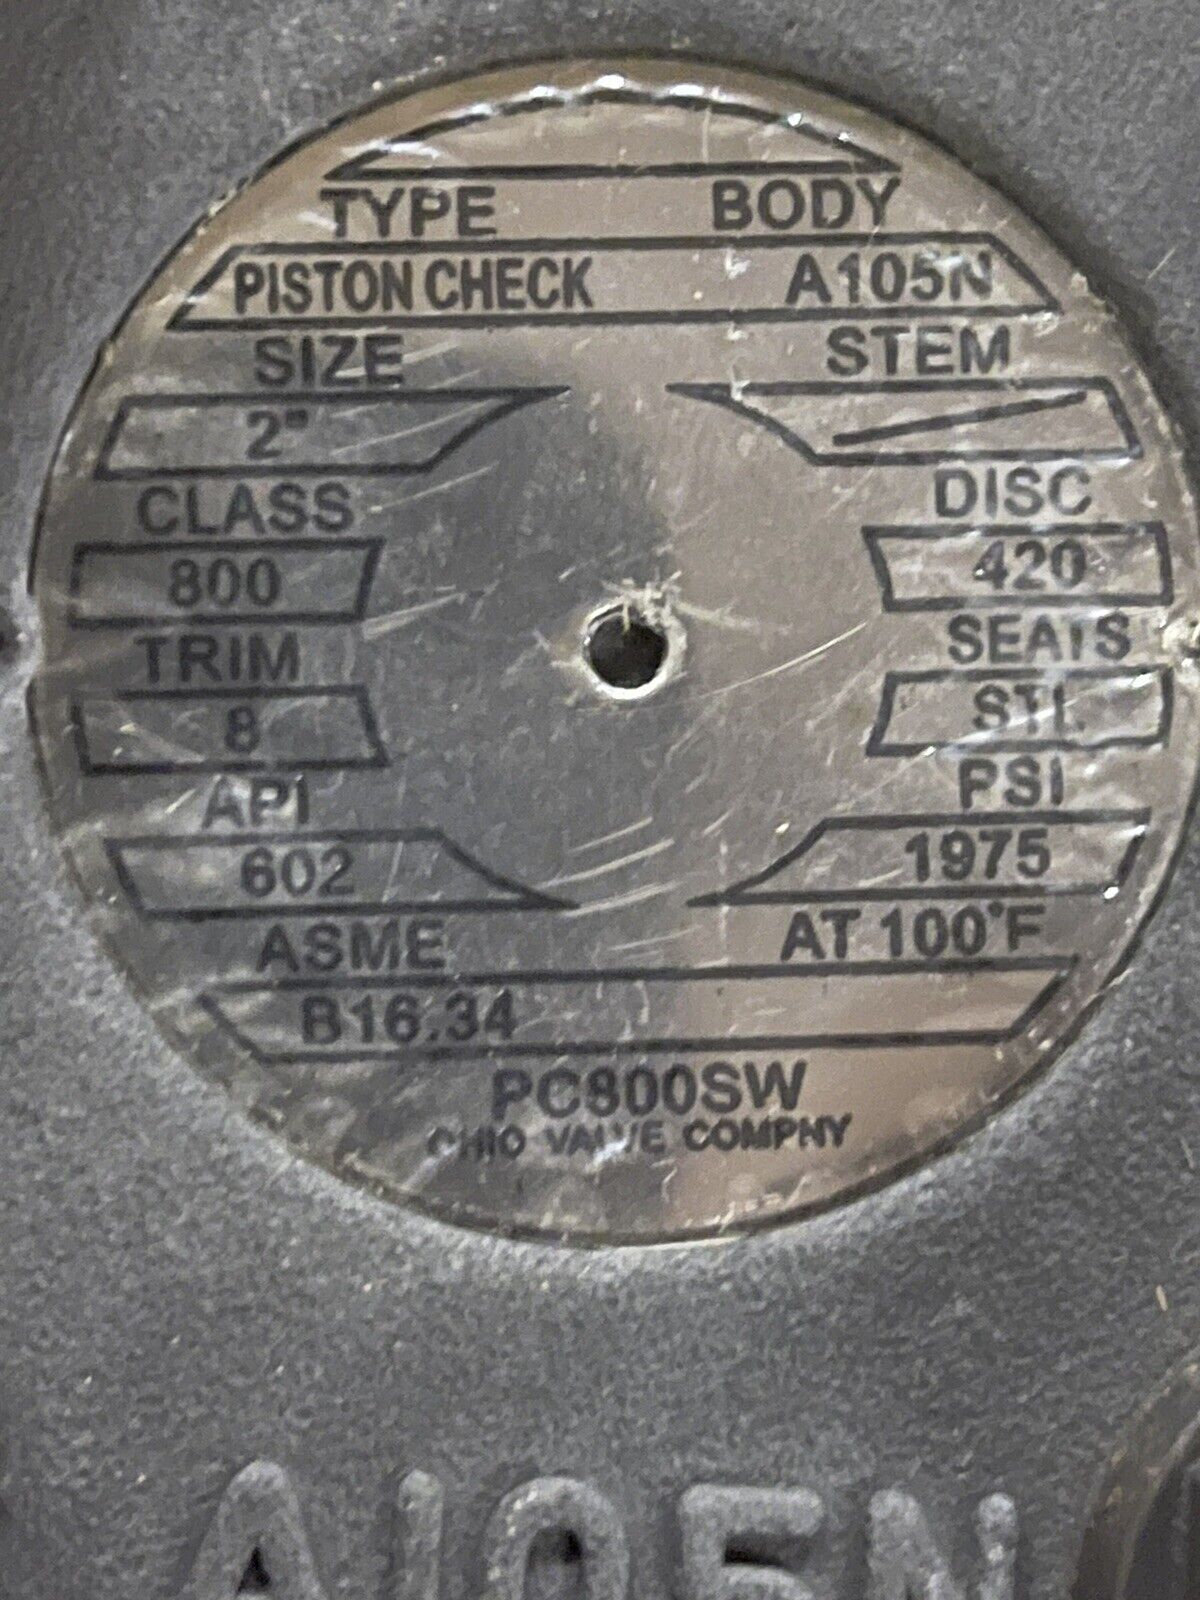 TYPE BODY
PISTON CHECK A105N
SIZE STEM
2"
CLASS DISC
800 420
TRIM SEATS
8 STL
API PSI
602 1975
ASME AT 100°F
B16.34
PC800SW
OHIO VALVE COMPNY
A105N